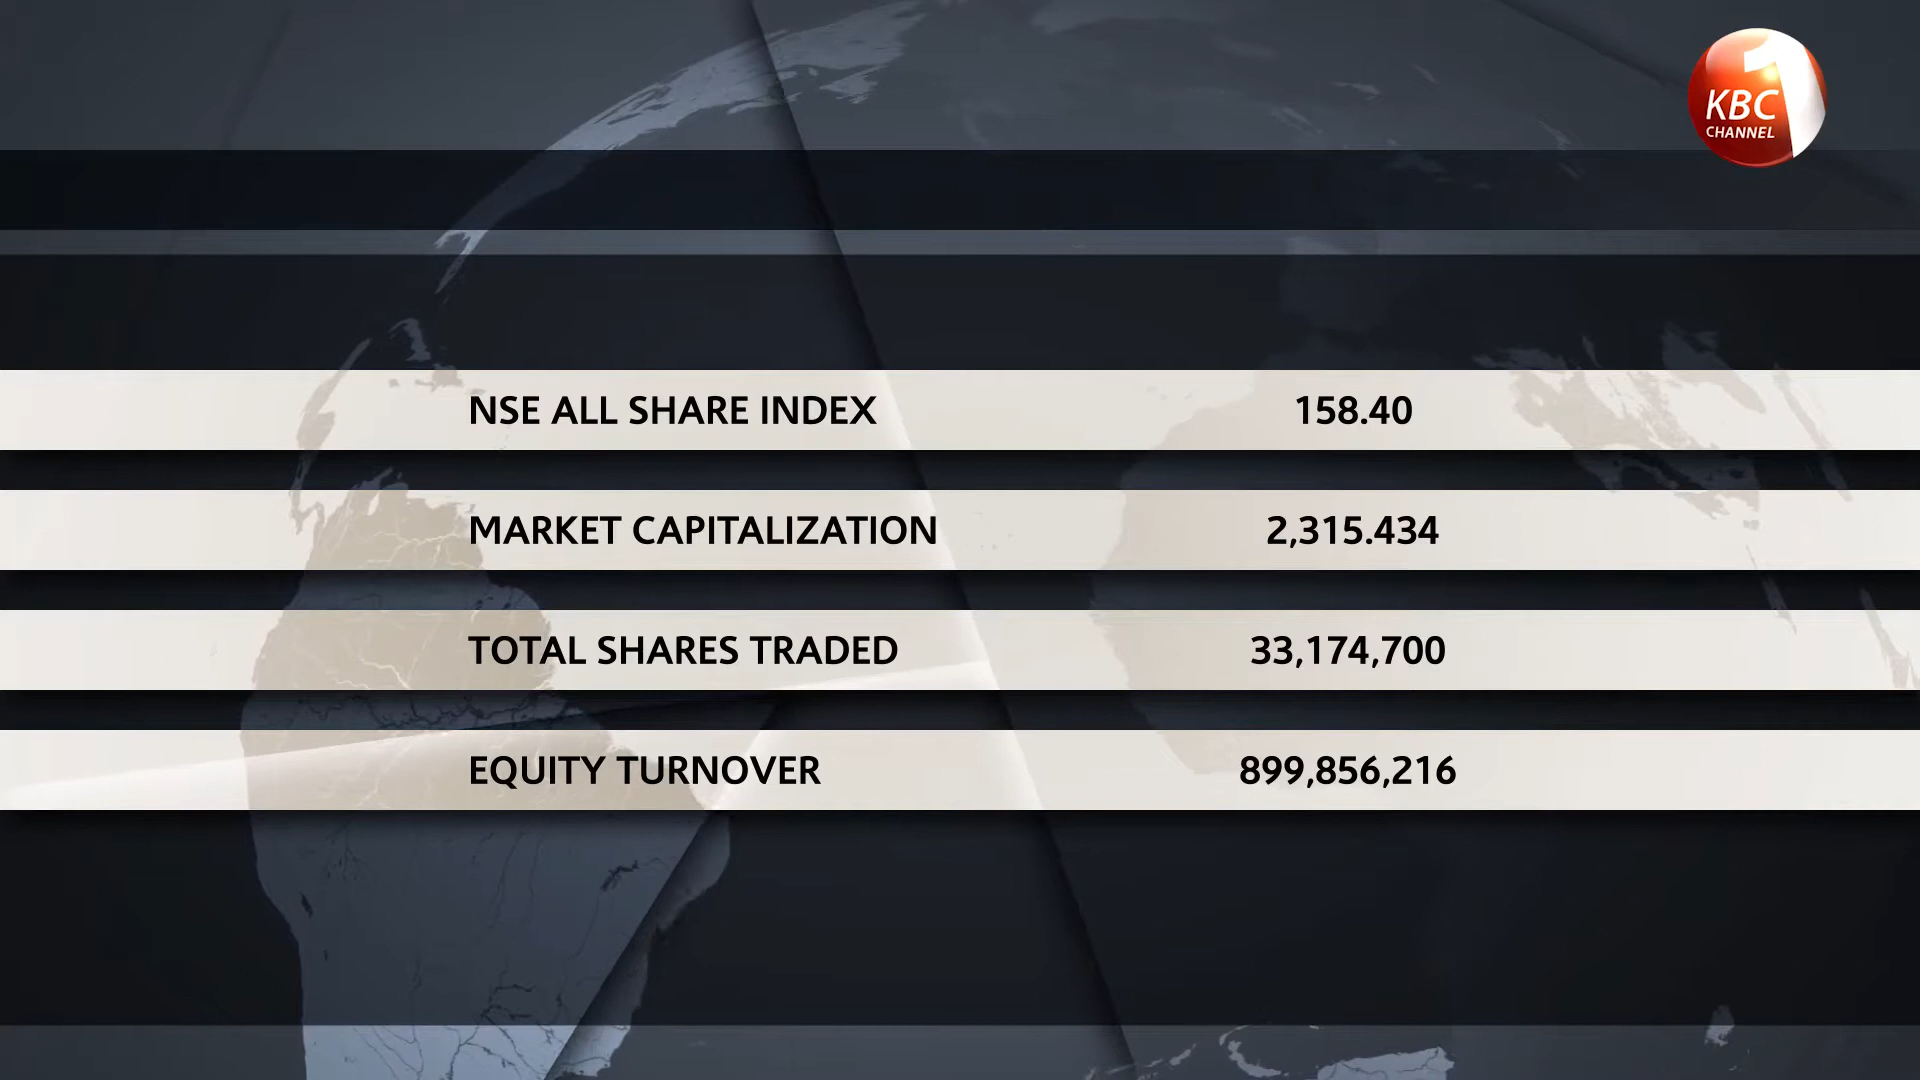 KBC 1
CHANNEL
NSE ALL SHARE INDEX 158.40
MARKET CAPITALIZATION 2,315.434
TOTAL SHARES TRADED 33,174,700
EQUITY TURNOVER 899,856,216